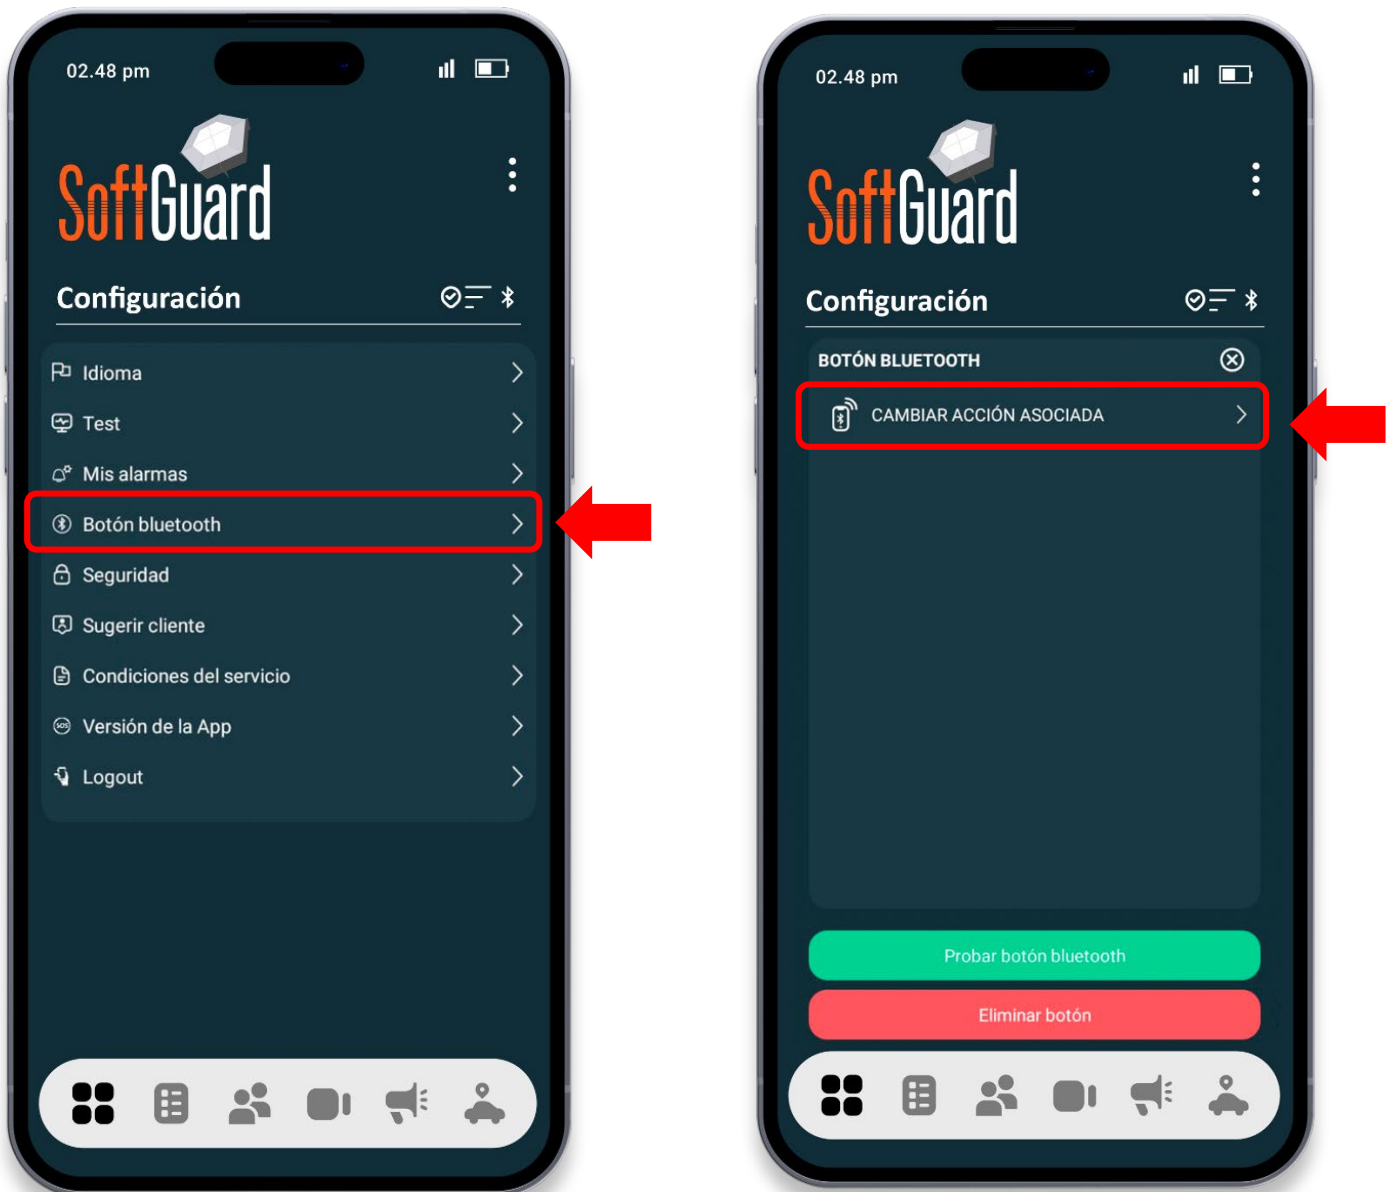 02.48 pm
SoftGuard
Configuración
Idioma
Test
Mis alarmas
Botón bluetooth
Seguridad
Sugerir cliente
Condiciones del servicio
SOS
Versión de la App
Logout
02.48 pm
SoftGuard
Configuración
BOTÓN BLUETOOTH
CAMBIAR ACCIÓN ASOCIADA
Probar botón bluetooth
Eliminar botón